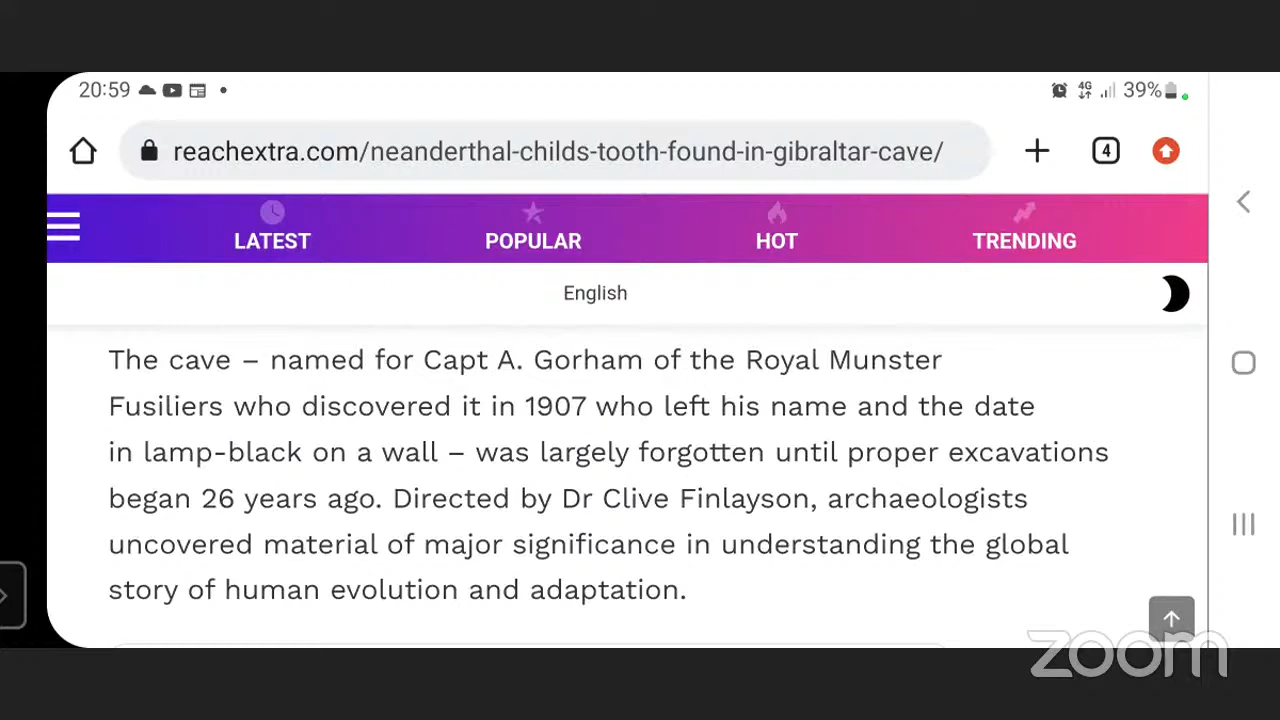 20:59
4G
39%
reachextra.com/neanderthal-childs-tooth-found-in-gibraltar-cave/
4
LATEST
POPULAR
HOT
TRENDING
English
The cave – named for Capt A. Gorham of the Royal Munster
Fusiliers who discovered it in 1907 who left his name and the date
in lamp-black on a wall – was largely forgotten until proper excavations
began 26 years ago. Directed by Dr Clive Finlayson, archaeologists
uncovered material of major significance in understanding the global
story of human evolution and adaptation.
zoom